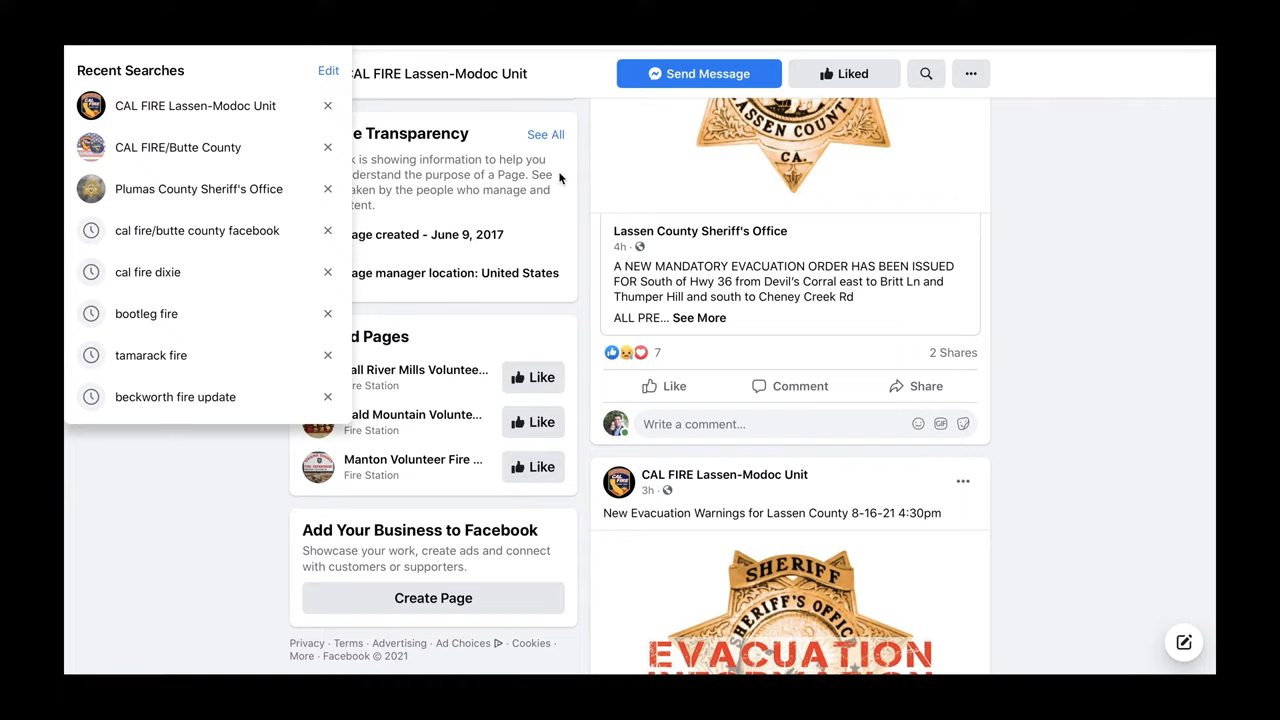 Recent Searches
Edit
CAL FIRE Lassen-Modoc Unit
CAL FIRE/Butte County
Plumas County Sheriff's Office
cal fire/butte county facebook
cal fire dixie
bootleg fire
tamarack fire
beckworth fire update
CAL FIRE Lassen-Modoc Unit
Send Message
Liked
Transparency
See All
is showing information to help you
understand the purpose of a Page. See
taken by the people who manage and
age created - June 9, 2017
age manager location: United States
d Pages
all River Mills Voluntee...
Fire Station
Like
ald Mountain Volunte...
Fire Station
Like
Manton Volunteer Fire ...
Fire Station
Like
Add Your Business to Facebook
Showcase your work, create ads and connect
with customers or supporters.
Create Page
Privacy · Terms · Advertising · Ad Choices · Cookies ·
More · Facebook © 2021
LASSEN COUNTY
CA.
Lassen County Sheriff's Office
4h ·
A NEW MANDATORY EVACUATION ORDER HAS BEEN ISSUED
FOR South of Hwy 36 from Devil's Corral east to Britt Ln and
Thumper Hill and south to Cheney Creek Rd
ALL PRE... See More
7
2 Shares
Like
Comment
Share
Write a comment...
GIF
CAL FIRE Lassen-Modoc Unit
3h ·
New Evacuation Warnings for Lassen County 8-16-21 4:30pm
SHERIFF
SHERIFF'S OFFICE
EVACUATION
INFORMATION